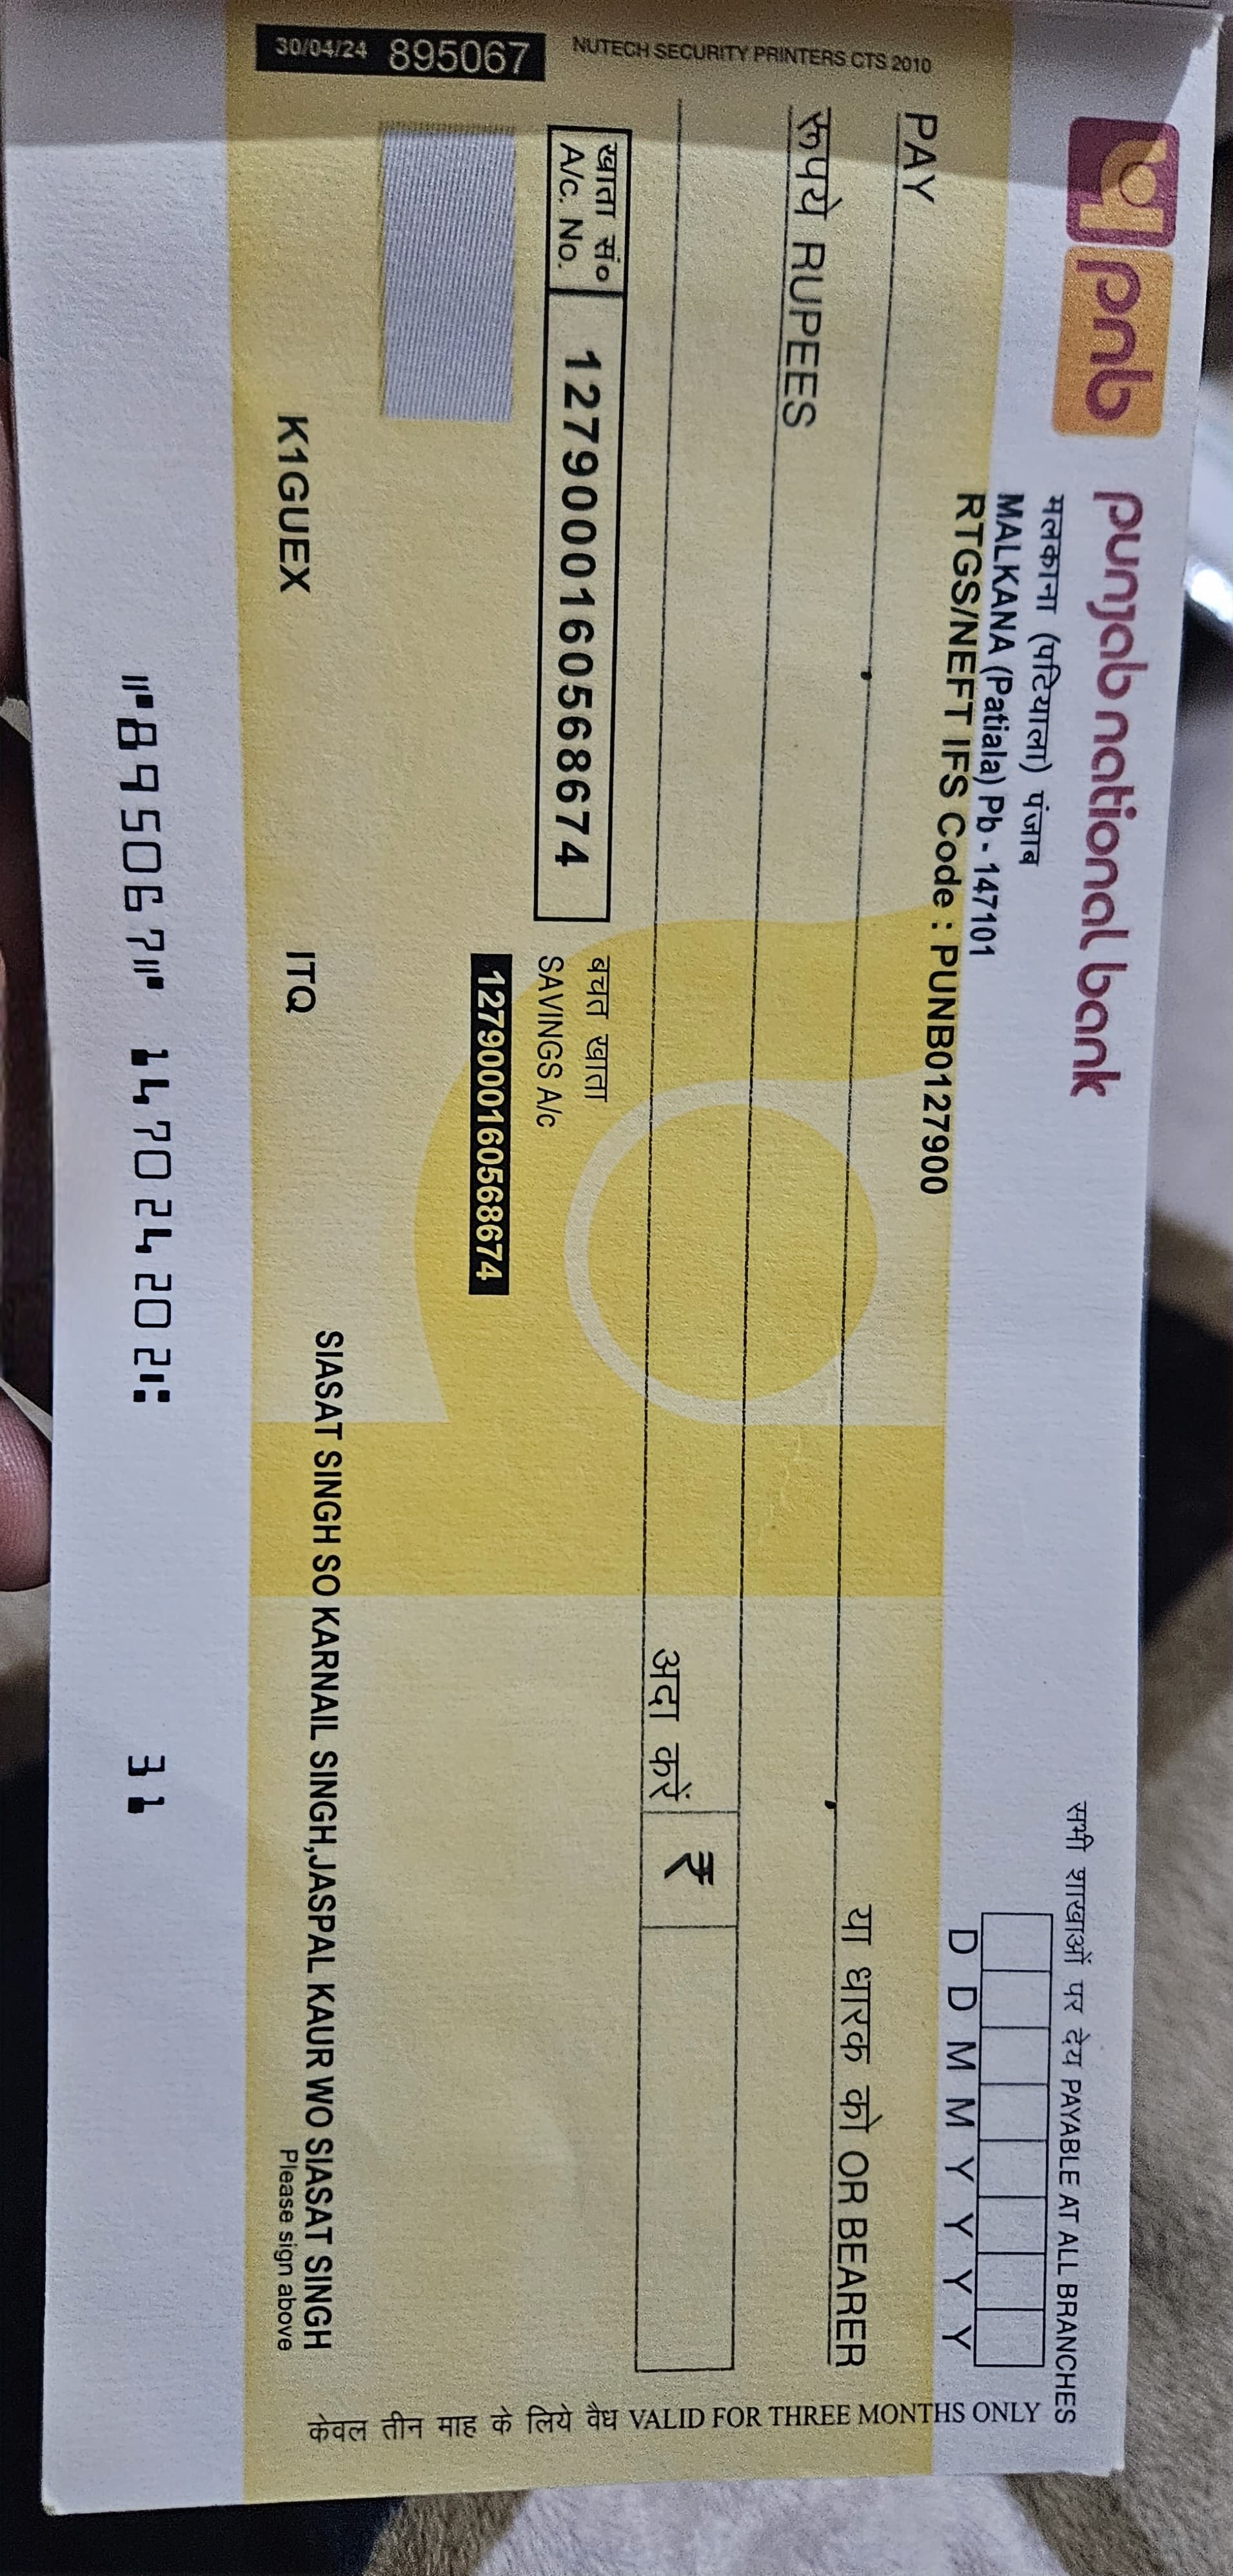 पnb
punjab national bank
मलकाना (पटियाला) पंजाब
MALKANA (Patiala) Pb - 147101
RTGS/NEFT IFS Code : PUNB0127900
सभी शाखाओं पर देय PAYABLE AT ALL BRANCHES
D D M M Y Y Y Y
PAY
या धारक को OR BEARER
रूपये RUPEES
अदा करें ₹
खाता सं०
A/c. No.
1279000160568674
बचत खाता
SAVINGS A/c
1279000160568674
K1GUEX
ITQ
SIASAT SINGH SO KARNAIL SINGH,JASPAL KAUR WO SIASAT SINGH
Please sign above
⑈895067⑈ 147024202⑆ 31
30/04/24 895067
NUTECH SECURITY PRINTERS CTS 2010
केवल तीन माह के लिये वैध VALID FOR THREE MONTHS ONLY